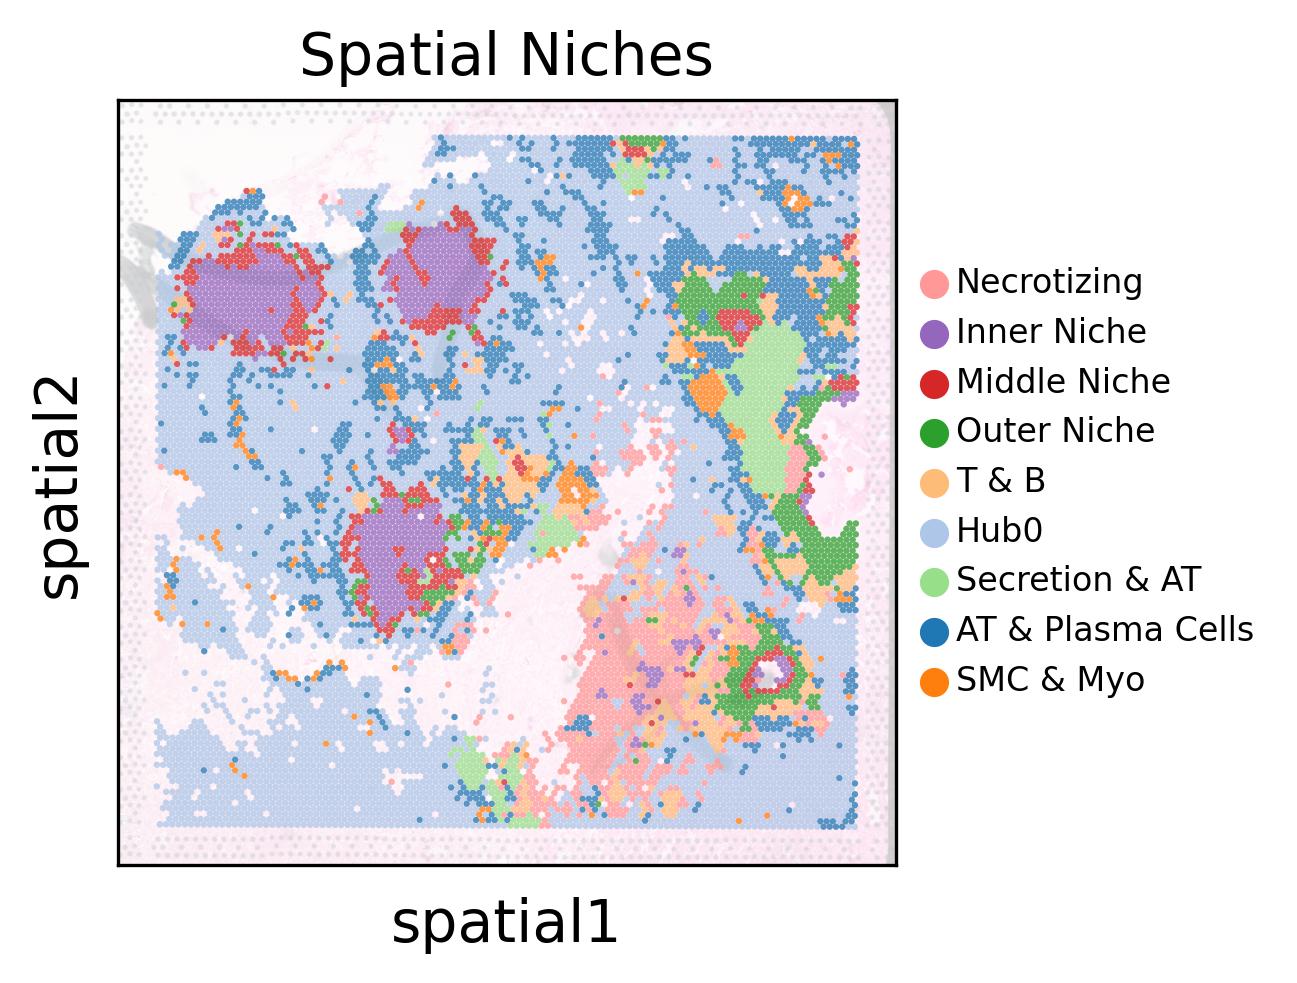 Spatial Niches
spatial2
spatial1
Necrotizing
Inner Niche
Middle Niche
Outer Niche
T & B
Hub0
Secretion & AT
AT & Plasma Cells
SMC & Myo